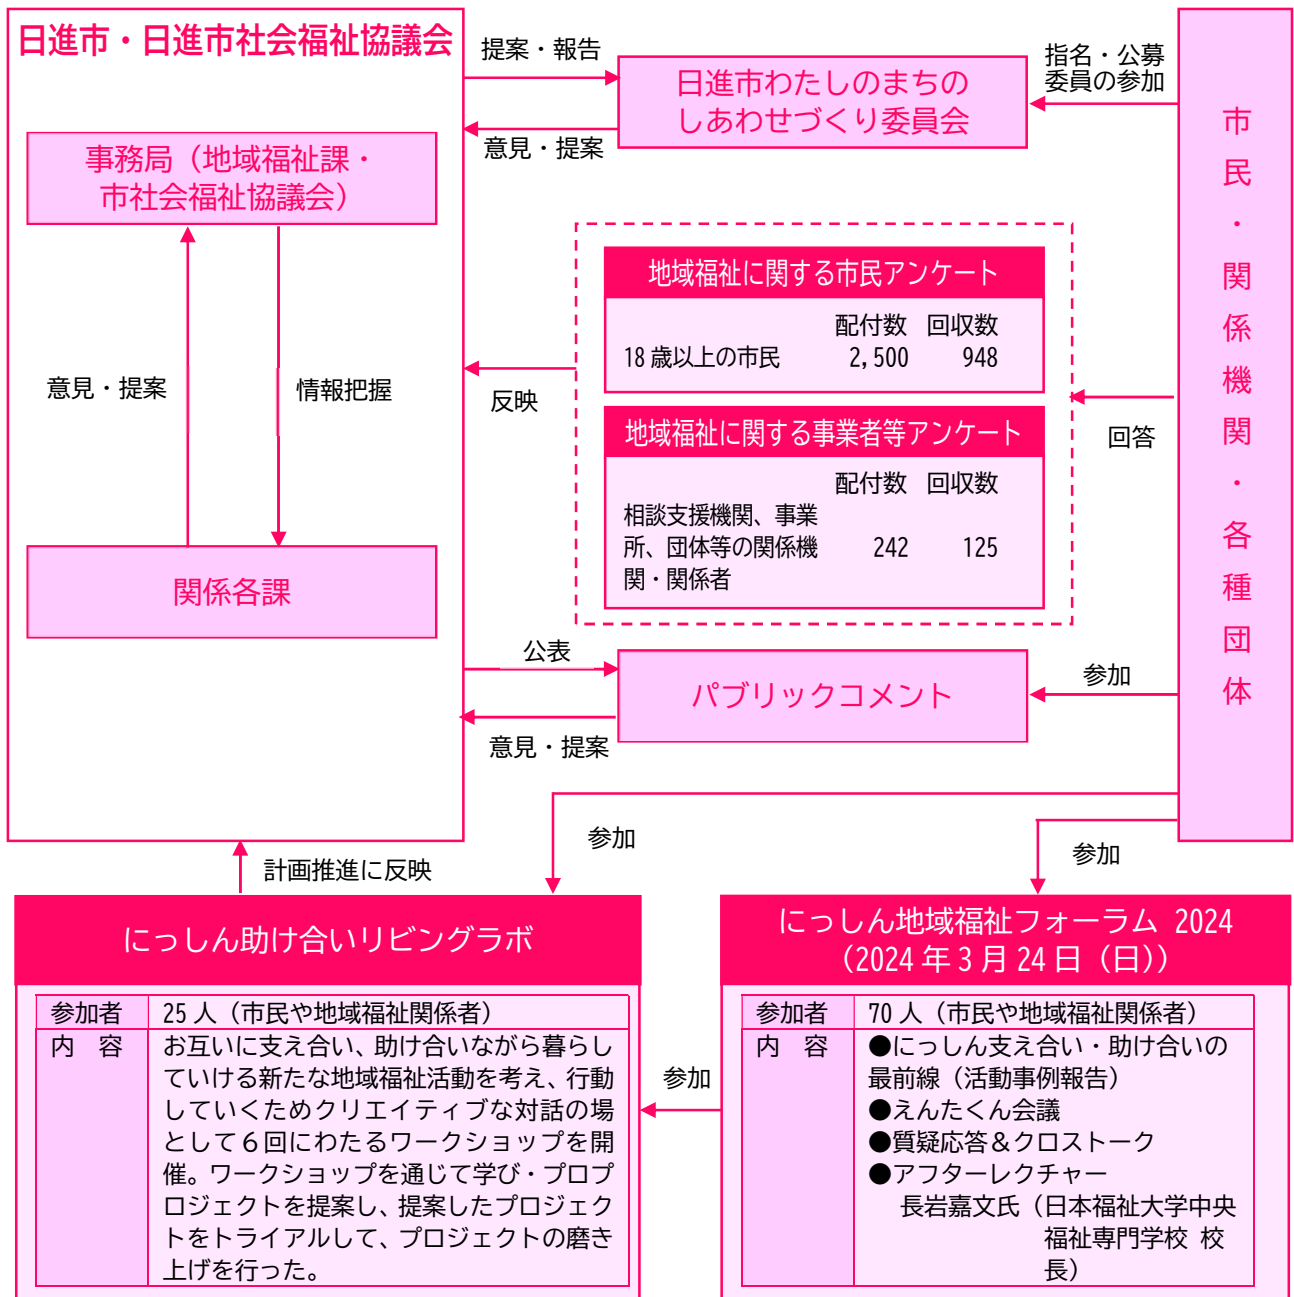 日進市・日進市社会福祉協議会
提案・報告
日進市わたしのまちの
しあわせづくり委員会
指名・公募
委員の参加
意見・提案
事務局（地域福祉課・
市社会福祉協議会）
意見・提案
情報把握
関係各課
地域福祉に関する市民アンケート
配付数 回収数
18歳以上の市民 2,500 948
反映
地域福祉に関する事業者等アンケート
配付数 回収数
相談支援機関、事業
所、団体等の関係機 242 125
関・関係者
回答
市民・関係機関・各種団体
公表
パブリックコメント
参加
意見・提案
参加
参加
計画推進に反映
にっしん助け合いリビングラボ
参加者 25人（市民や地域福祉関係者）
内　容 お互いに支え合い、助け合いながら暮らし
ていける新たな地域福祉活動を考え、行動
していくためクリエイティブな対話の場
として６回にわたるワークショップを開
催。ワークショップを通じて学び・プロプ
ロジェクトを提案し、提案したプロジェク
トをトライアルして、プロジェクトの磨き
上げを行った。
参加
にっしん地域福祉フォーラム 2024
（2024年3月24日（日））
参加者 70人（市民や地域福祉関係者）
内　容 ●にっしん支え合い・助け合いの
最前線（活動事例報告）
●えんたくん会議
●質疑応答＆クロストーク
●アフターレクチャー
長岩嘉文氏（日本福祉大学中央
福祉専門学校 校
長）